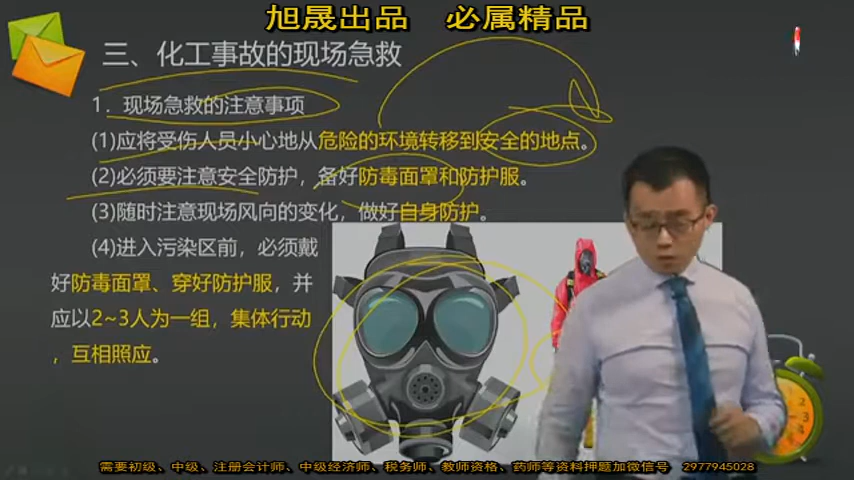 旭晟出品 必属精品
三、化工事故的现场急救
1. 现场急救的注意事项
(1)应将受伤人员小心地从危险的环境转移到安全的地点。
(2)必须要注意安全防护，备好防毒面罩和防护服。
(3)随时注意现场风向的变化，做好自身防护。
(4)进入污染区前，必须戴
好防毒面罩、穿好防护服，并
应以2~3人为一组，集体行动
，互相照应。
需要初级、中级、注册会计师、中级经济师、税务师、教师资格、药师等资料押题加微信号 2977945028